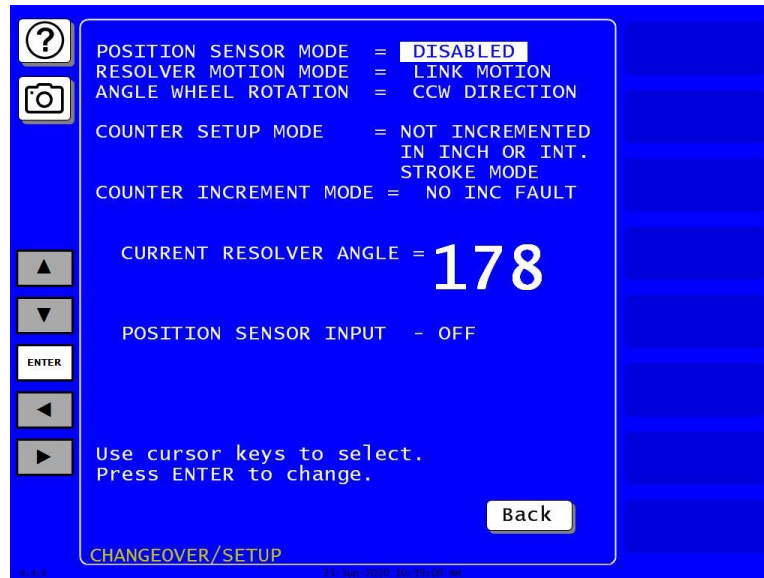 ?
POSITION SENSOR MODE = DISABLED
RESOLVER MOTION MODE = LINK MOTION
ANGLE WHEEL ROTATION = CCW DIRECTION
COUNTER SETUP MODE = NOT INCREMENTED
IN INCH OR INT.
STROKE MODE
COUNTER INCREMENT MODE = NO INC FAULT
CURRENT RESOLVER ANGLE = 178
POSITION SENSOR INPUT - OFF
ENTER
Use cursor keys to select.
Press ENTER to change.
Back
CHANGEOVER/SETUP